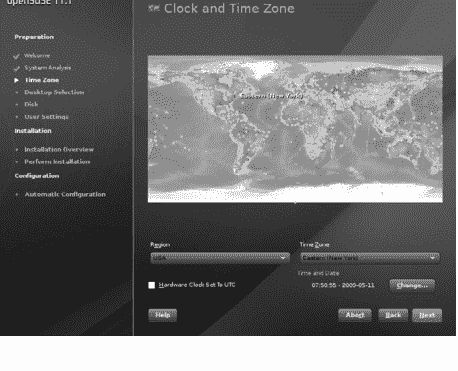 openSUSE 11.1
Clock and Time Zone
Preparation
Welcome
System Analysis
Time Zone
Desktop Selection
Disk
User Settings
Installation
Installation Overview
Perform Installation
Configuration
Automatic Configuration
Eastern (New York)
Region
Time Zone
USA
Eastern (New York)
Time and Date
Hardware Clock Set To UTC
07:50:55 - 2009-05-11
Change...
Help
Abort
Back
Next